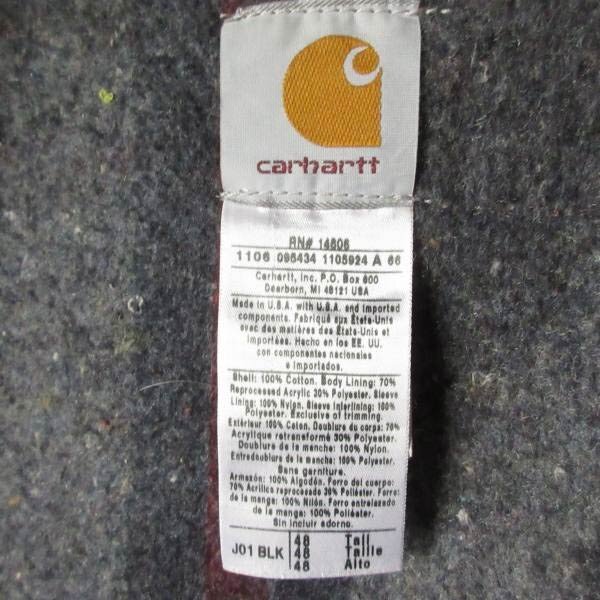 carhartt
RN# 14806
1106 096434 1105924 A 66
Carhartt, Inc. P.O. Box 600
Dearborn, MI 48121 USA
Made in U.S.A. with U.S.A. and Imported
components. Fabriqué aux États-Unis
avec des matières des États-Unis et
importées. Hecho en los EE. UU.
con componentes nacionales
e importados.
Shell: 100% Cotton. Body Lining: 70%
Reprocessed Acrylic 30% Polyester. Sleeve
Lining: 100% Nylon. Sleeve Interlining: 100%
Polyester. Exclusive of trimming.
Extérieur 100% Coton. Doublure du corps: 70%
Acrylique retransformé 30% Polyester.
Doublure de la manche: 100% Nylon.
Entredoublure de la manche: 100% Polyester.
Sans garniture.
Armazón: 100% Algodón. Forro del cuerpo:
70% Acrílico reprocesado 30% Poliéster. Forro
de la manga: 100% Nilón. Forro entrelazado
de la manga: 100% Poliéster.
Sin incluir adorno.
J01 BLK
48 Tall
48 Taille
48 Alto